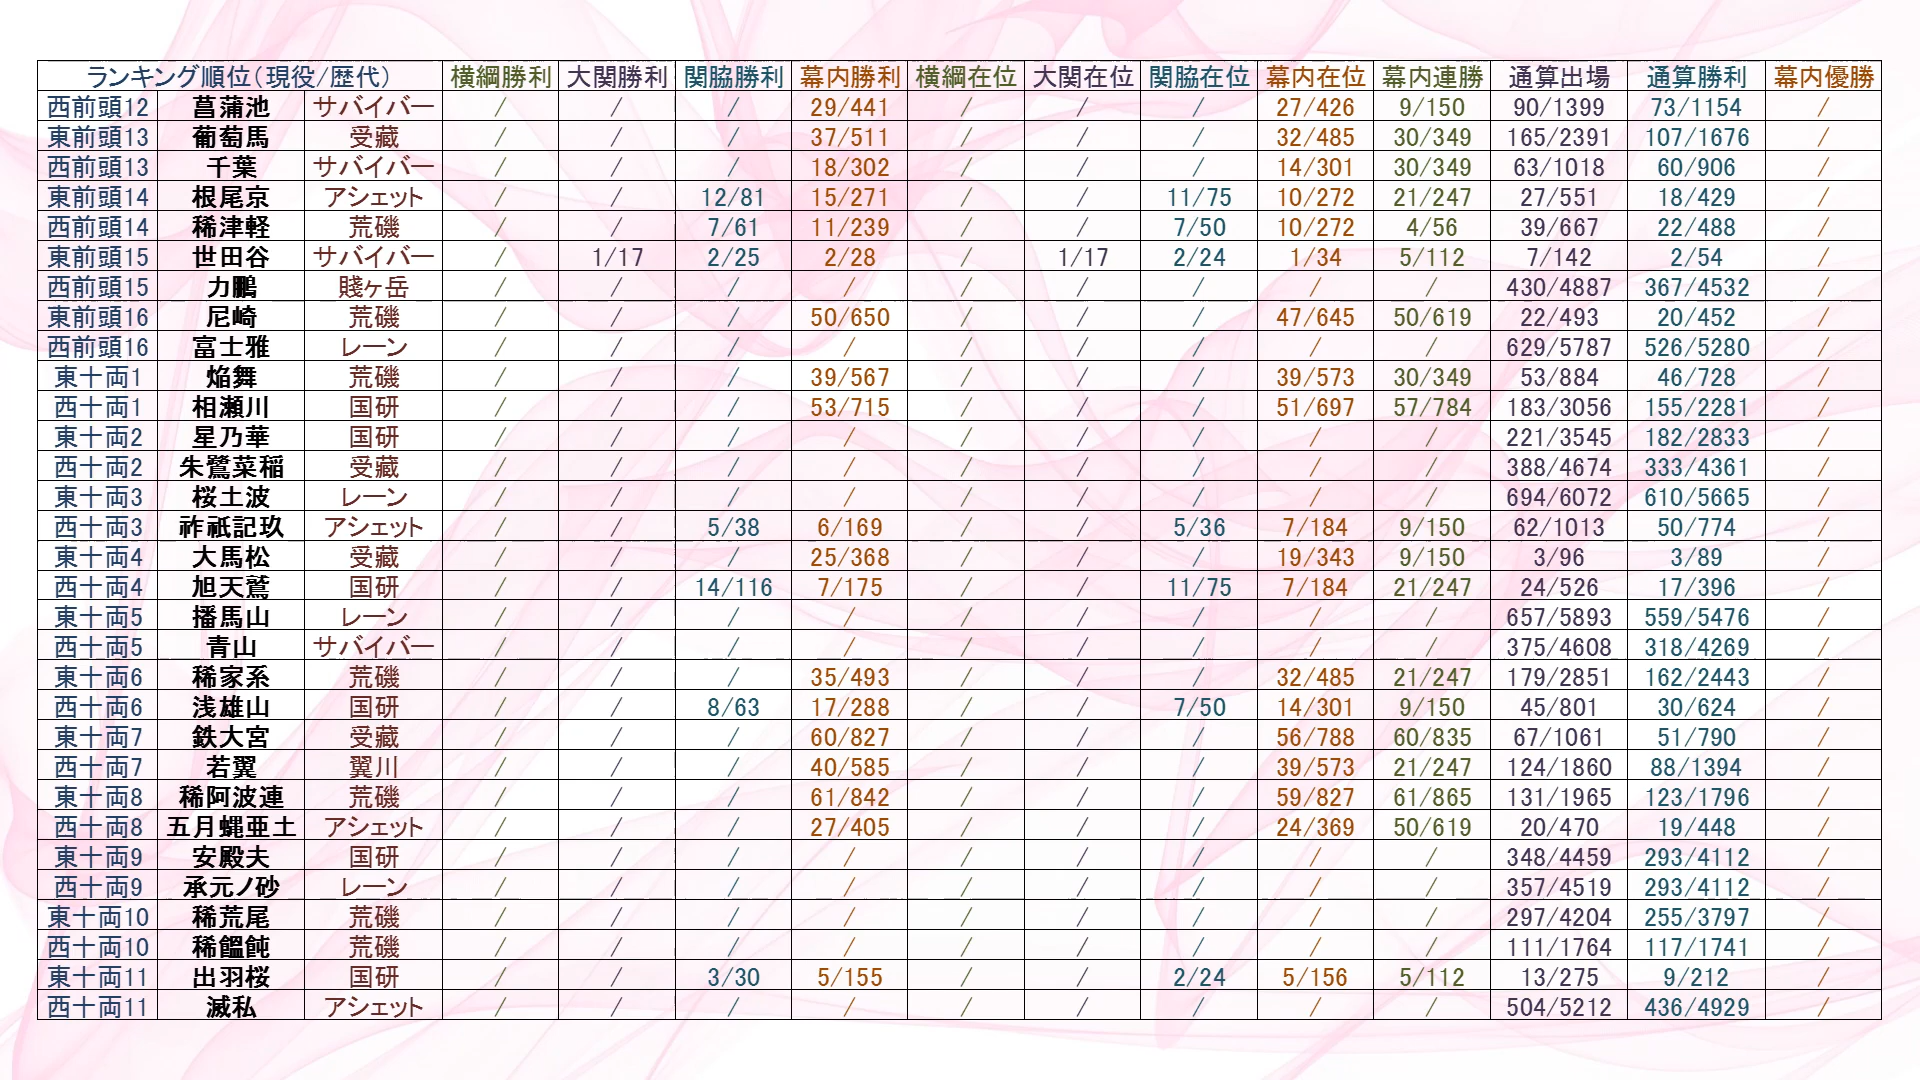 ランキング順位(現役/歴代) 横綱勝利 大関勝利 関脇勝利 幕内勝利 横綱在位 大関在位 関脇在位 幕内在位 幕内連勝 通算出場 通算勝利 幕内優勝
西前頭12 菖蒲池 サバイバー / / / 29/441 / / / 27/426 9/150 90/1399 73/1154 /
東前頭13 葡萄馬 受蔵 / / / 37/511 / / / 32/485 30/349 165/2391 107/1676 /
西前頭13 千葉 サバイバー / / / 18/302 / / / 14/301 30/349 63/1018 60/906 /
東前頭14 根尾京 アシェット / / 12/81 15/271 / / 11/75 10/272 21/247 27/551 18/429 /
西前頭14 稀津軽 荒磯 / / 7/61 11/239 / / 7/50 10/272 4/56 39/667 22/488 /
東前頭15 世田谷 サバイバー / 1/17 2/25 2/28 / 1/17 2/24 1/34 5/112 7/142 2/54 /
西前頭15 力鵬 賤ヶ岳 / / / / / / / / / 430/4887 367/4532 /
東前頭16 尼崎 荒磯 / / / 50/650 / / / 47/645 50/619 22/493 20/452 /
西前頭16 富士雅 レーン / / / / / / / / / 629/5787 526/5280 /
東十両1 焔舞 荒磯 / / / 39/567 / / / 39/573 30/349 53/884 46/728 /
西十両1 相瀬川 国研 / / / 53/715 / / / 51/697 57/784 183/3056 155/2281 /
東十両2 星乃華 国研 / / / / / / / / / 221/3545 182/2833 /
西十両2 朱鷺菜稲 受蔵 / / / / / / / / / 388/4674 333/4361 /
東十両3 桜土波 レーン / / / / / / / / / 694/6072 610/5665 /
西十両3 祚祇記玖 アシェット / / 5/38 6/169 / / 5/36 7/184 9/150 62/1013 50/774 /
東十両4 大馬松 受蔵 / / / 25/368 / / / 19/343 9/150 3/96 3/89 /
西十両4 旭天鷲 国研 / / 14/116 7/175 / / 11/75 7/184 21/247 24/526 17/396 /
東十両5 播馬山 レーン / / / / / / / / / 657/5893 559/5476 /
西十両5 青山 サバイバー / / / / / / / / / 375/4608 318/4269 /
東十両6 稀家系 荒磯 / / / 35/493 / / / 32/485 21/247 179/2851 162/2443 /
西十両6 浅雄山 国研 / / 8/63 17/288 / / 7/50 14/301 9/150 45/801 30/624 /
東十両7 鉄大宮 受蔵 / / / 60/827 / / / 56/788 60/835 67/1061 51/790 /
西十両7 若翼 翼川 / / / 40/585 / / / 39/573 21/247 124/1860 88/1394 /
東十両8 稀阿波連 荒磯 / / / 61/842 / / / 59/827 61/865 131/1965 123/1796 /
西十両8 五月蝿亜土 アシェット / / / 27/405 / / / 24/369 50/619 20/470 19/448 /
東十両9 安殿夫 国研 / / / / / / / / / 348/4459 293/4112 /
西十両9 承元ノ砂 レーン / / / / / / / / / 357/4519 293/4112 /
東十両10 稀荒尾 荒磯 / / / / / / / / / 297/4204 255/3797 /
西十両10 稀饂飩 荒磯 / / / / / / / / / 111/1764 117/1741 /
東十両11 出羽桜 国研 / / 3/30 5/155 / / 2/24 5/156 5/112 13/275 9/212 /
西十両11 滅私 アシェット / / / / / / / / / 504/5212 436/4929 /